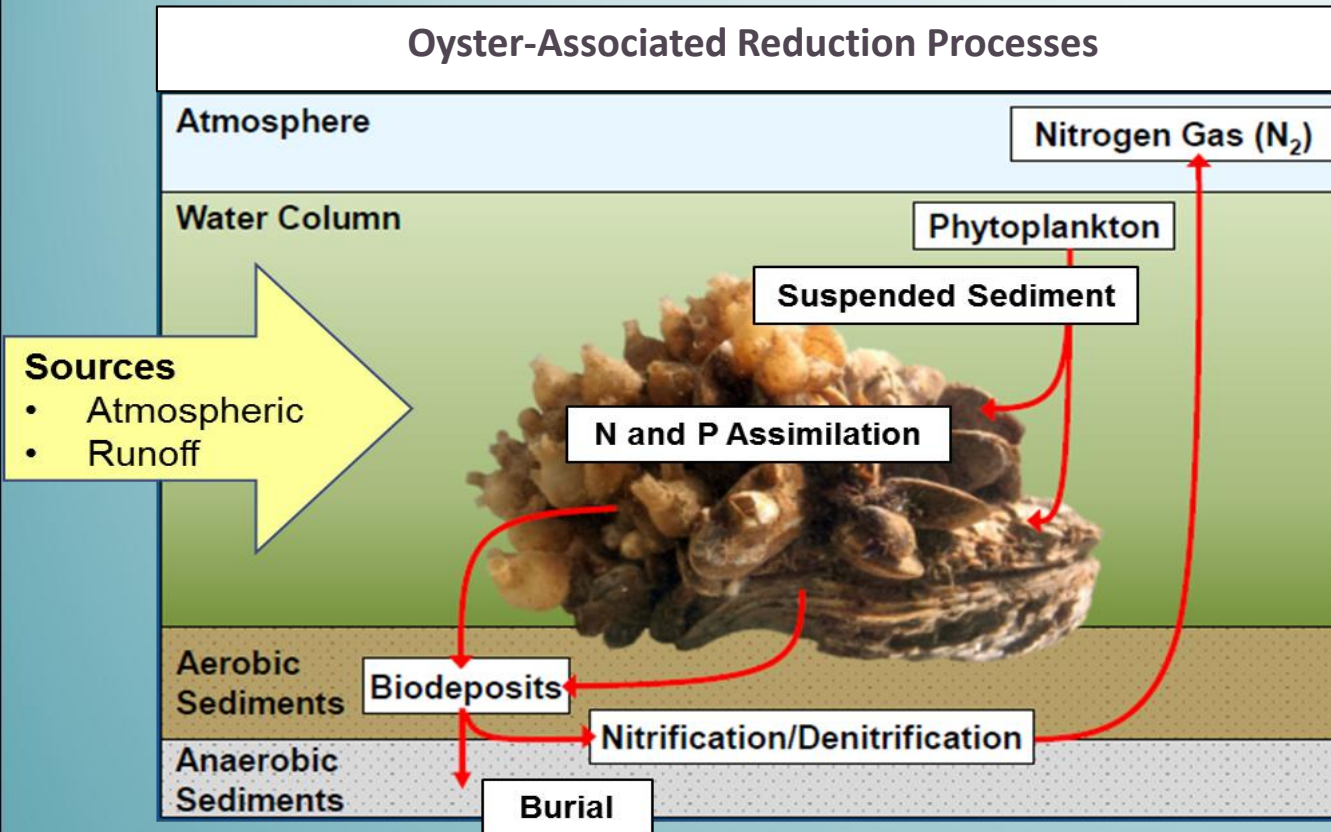 Oyster-Associated Reduction Processes
Atmosphere
Nitrogen Gas (N₂)
Water Column
Phytoplankton
Suspended Sediment
Sources
• Atmospheric
• Runoff
N and P Assimilation
Aerobic
Sediments
Biodeposits
Nitrification/Denitrification
Anaerobic
Sediments
Burial